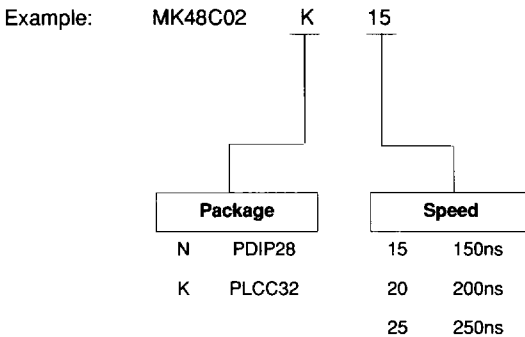 Example: MK48C02 K 15
Package Speed
N PDIP28 15 150ns
K PLCC32 20 200ns
25 250ns